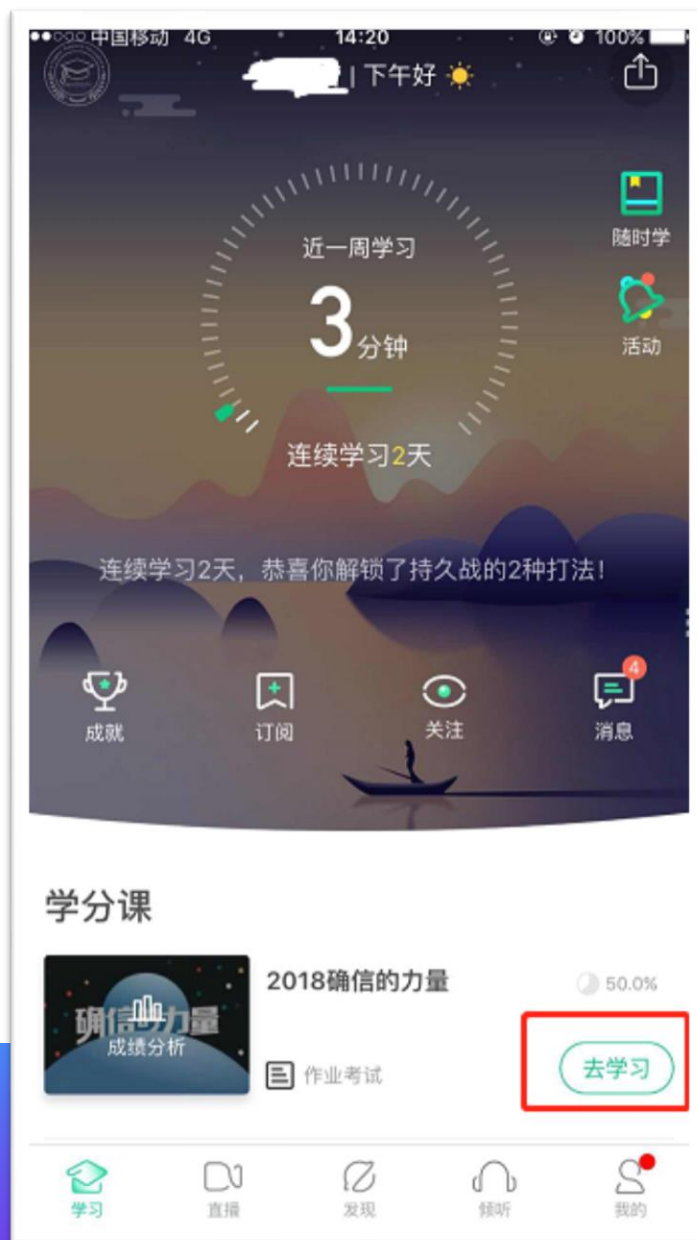 中国移动 4G 14:20 100%
| 下午好
随时学
近一周学习
3分钟
活动
连续学习2天
连续学习2天，恭喜你解锁了持久战的2种打法！
成就 订阅 关注 消息 4
学分课
2018确信的力量 50.0%
确信的力量
成绩分析
作业考试 去学习
学习 直播 发现 倾听 我的